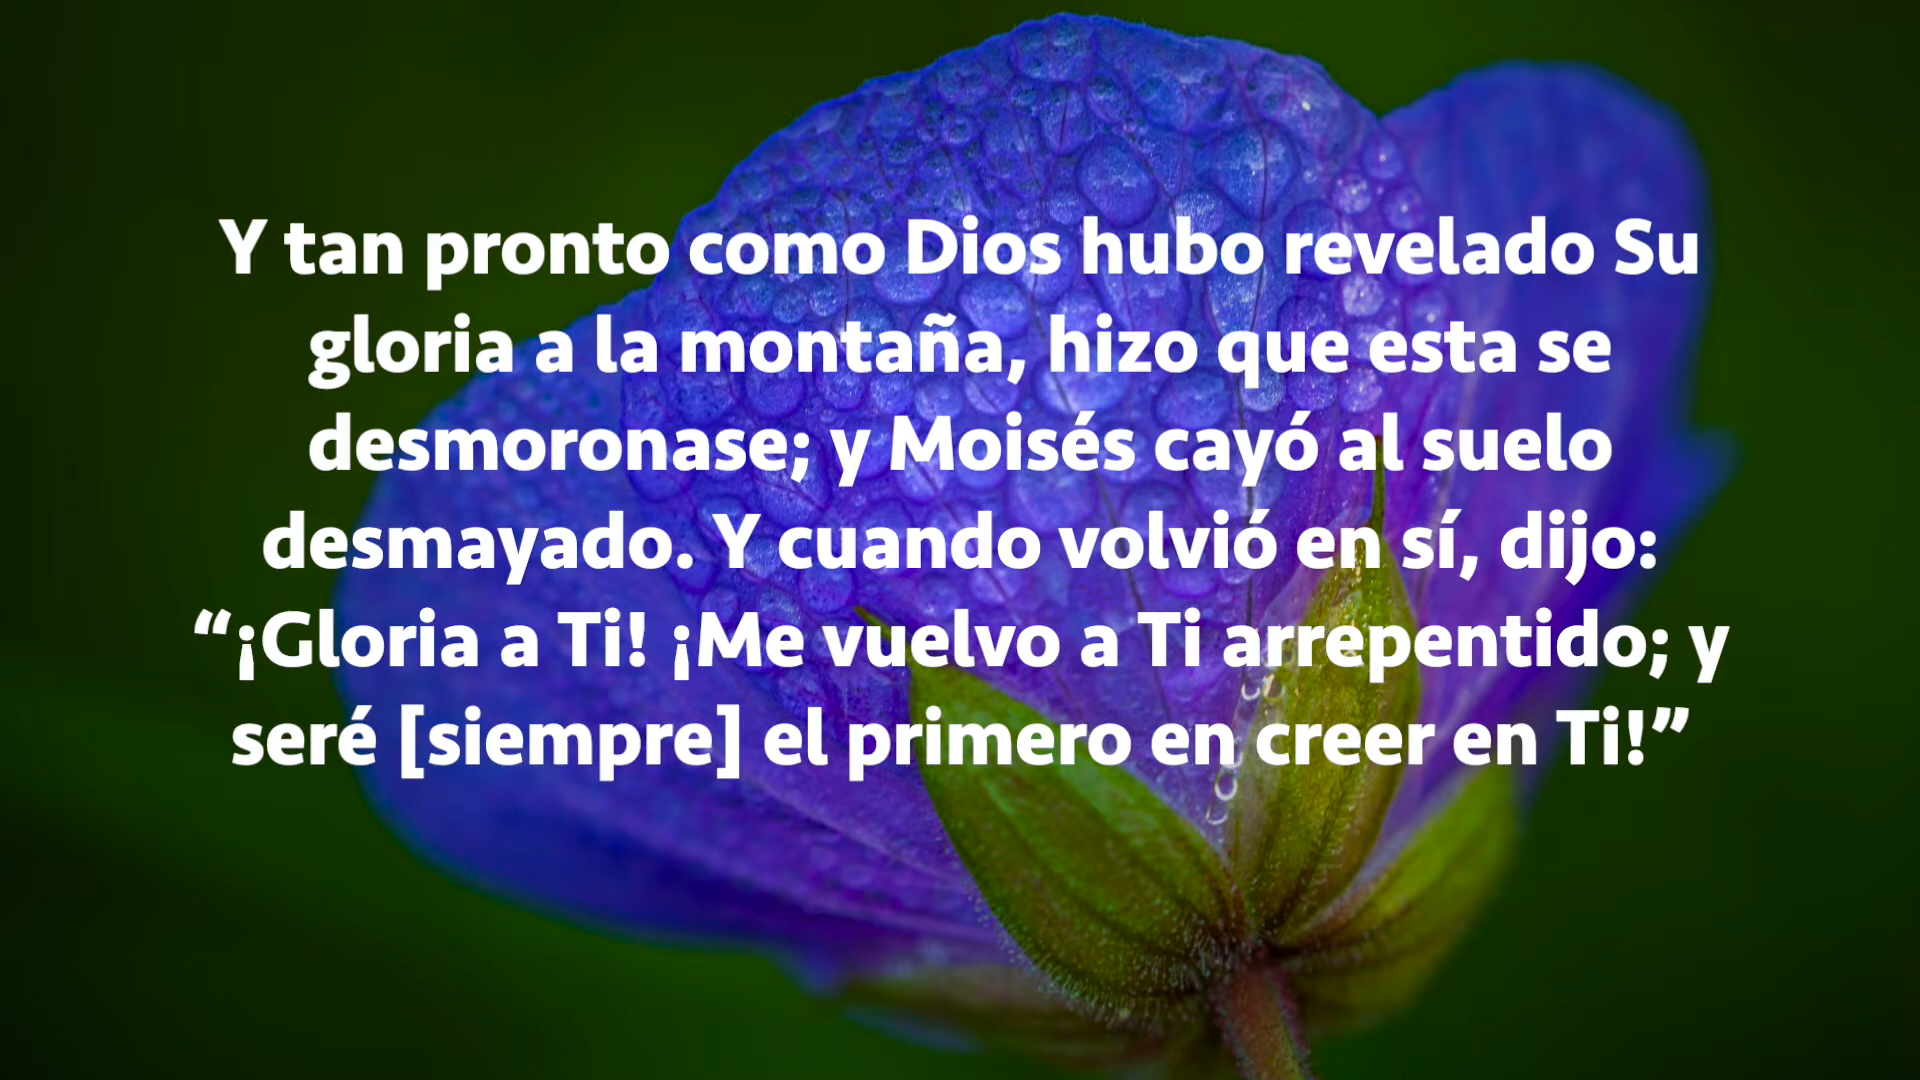 Y tan pronto como Dios hubo revelado Su
gloria a la montaña, hizo que esta se
desmoronase; y Moisés cayó al suelo
desmayado. Y cuando volvió en sí, dijo:
“¡Gloria a Ti! ¡Me vuelvo a Ti arrepentido; y
seré [siempre] el primero en creer en Ti!”